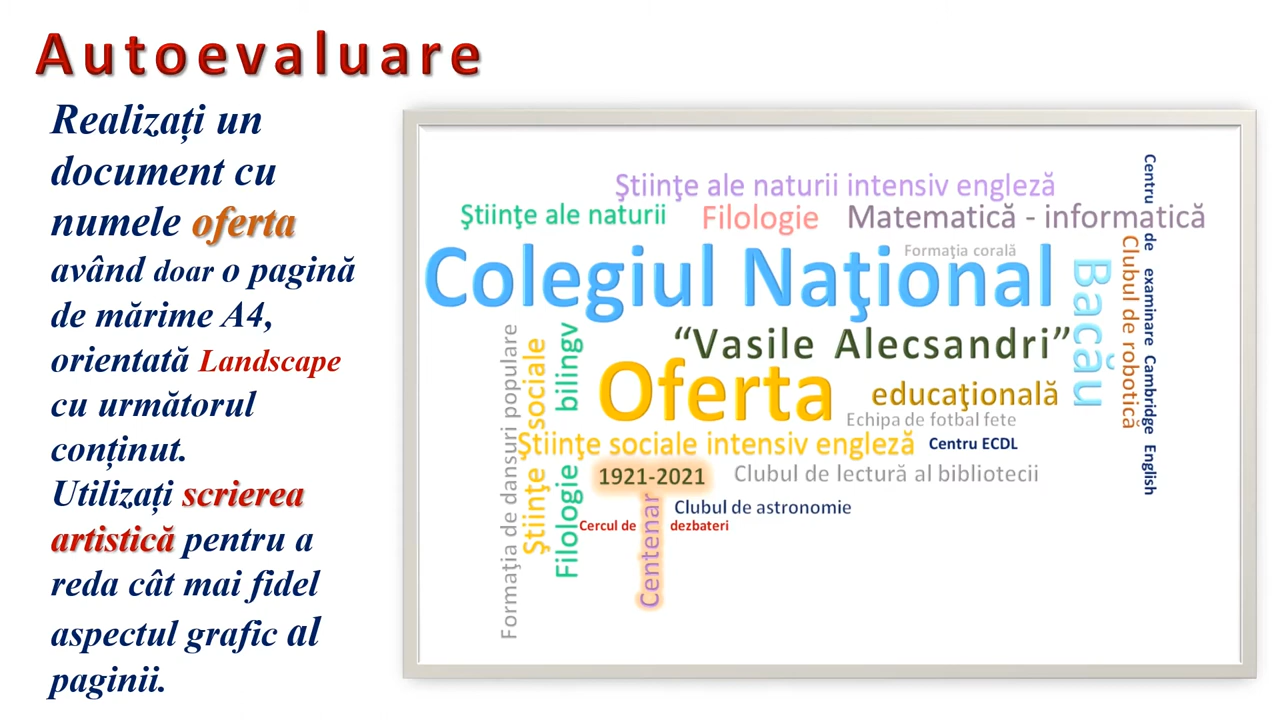 Autoevaluare
Realizați un
document cu
numele oferta
având doar o pagină
de mărime A4,
orientată Landscape
cu următorul
conținut.
Utilizați scrierea
artistică pentru a
reda cât mai fidel
aspectul grafic al
paginii.
Ştiinţe ale naturii intensiv engleză
Ştiinţe ale naturii
Filologie
Matematică - informatică
Formaţia corală
Colegiul Naţional
Bacău
Clubul de robotică
Centru de examinare Cambridge English
“Vasile Alecsandri”
Oferta
educaţională
Echipa de fotbal fete
Formaţia de dansuri populare
Ştiinţe sociale
Filologie bilingv
Ştiinţe sociale intensiv engleză
Centru ECDL
1921-2021
Clubul de lectură al bibliotecii
Centenar
Clubul de astronomie
Cercul de dezbateri